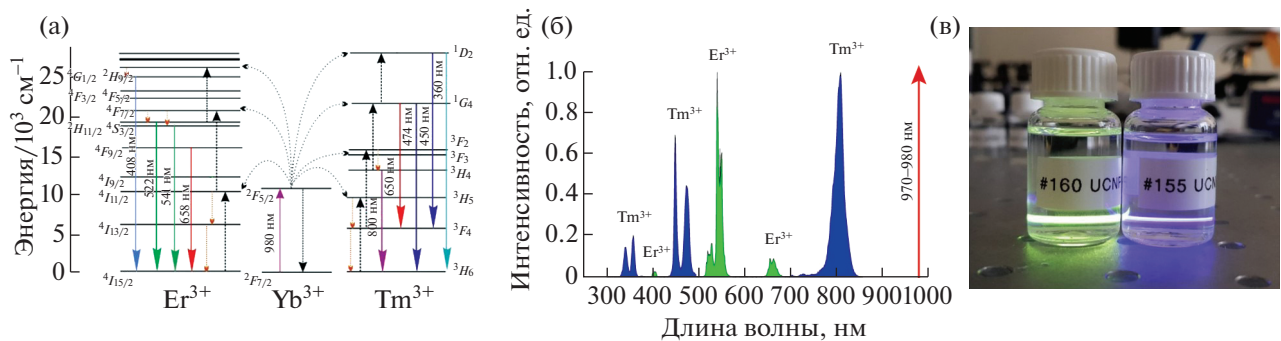 (а)
Энергия/10³ см⁻¹
25
20
15
10
5
0
⁴G₁/₂ ²H₉/₂
⁴F₃/₂ ⁴F₅/₂
⁴F₇/₂
²H₁₁/₂ ⁴S₃/₂
⁴F₉/₂
⁴I₉/₂
⁴I₁₁/₂
⁴I₁₃/₂
⁴I₁₅/₂
408 нм
522 нм
541 нм
658 нм
Er³⁺
²F₅/₂
980 нм
²F₇/₂
Yb³⁺
¹D₂
¹G₄
³F₂
³F₃
³H₄
³H₅
³F₄
³H₆
800 нм
650 нм
474 нм
450 нм
360 нм
Tm³⁺
(б)
Интенсивность, отн. ед.
1.0
0.8
0.6
0.4
0.2
0
Tm³⁺
Er³⁺
Tm³⁺
Er³⁺
Er³⁺
Tm³⁺
970–980 нм
300 400 500 600 700 800 900 1000
Длина волны, нм
(в)
#160 UCNP
#155 UCN